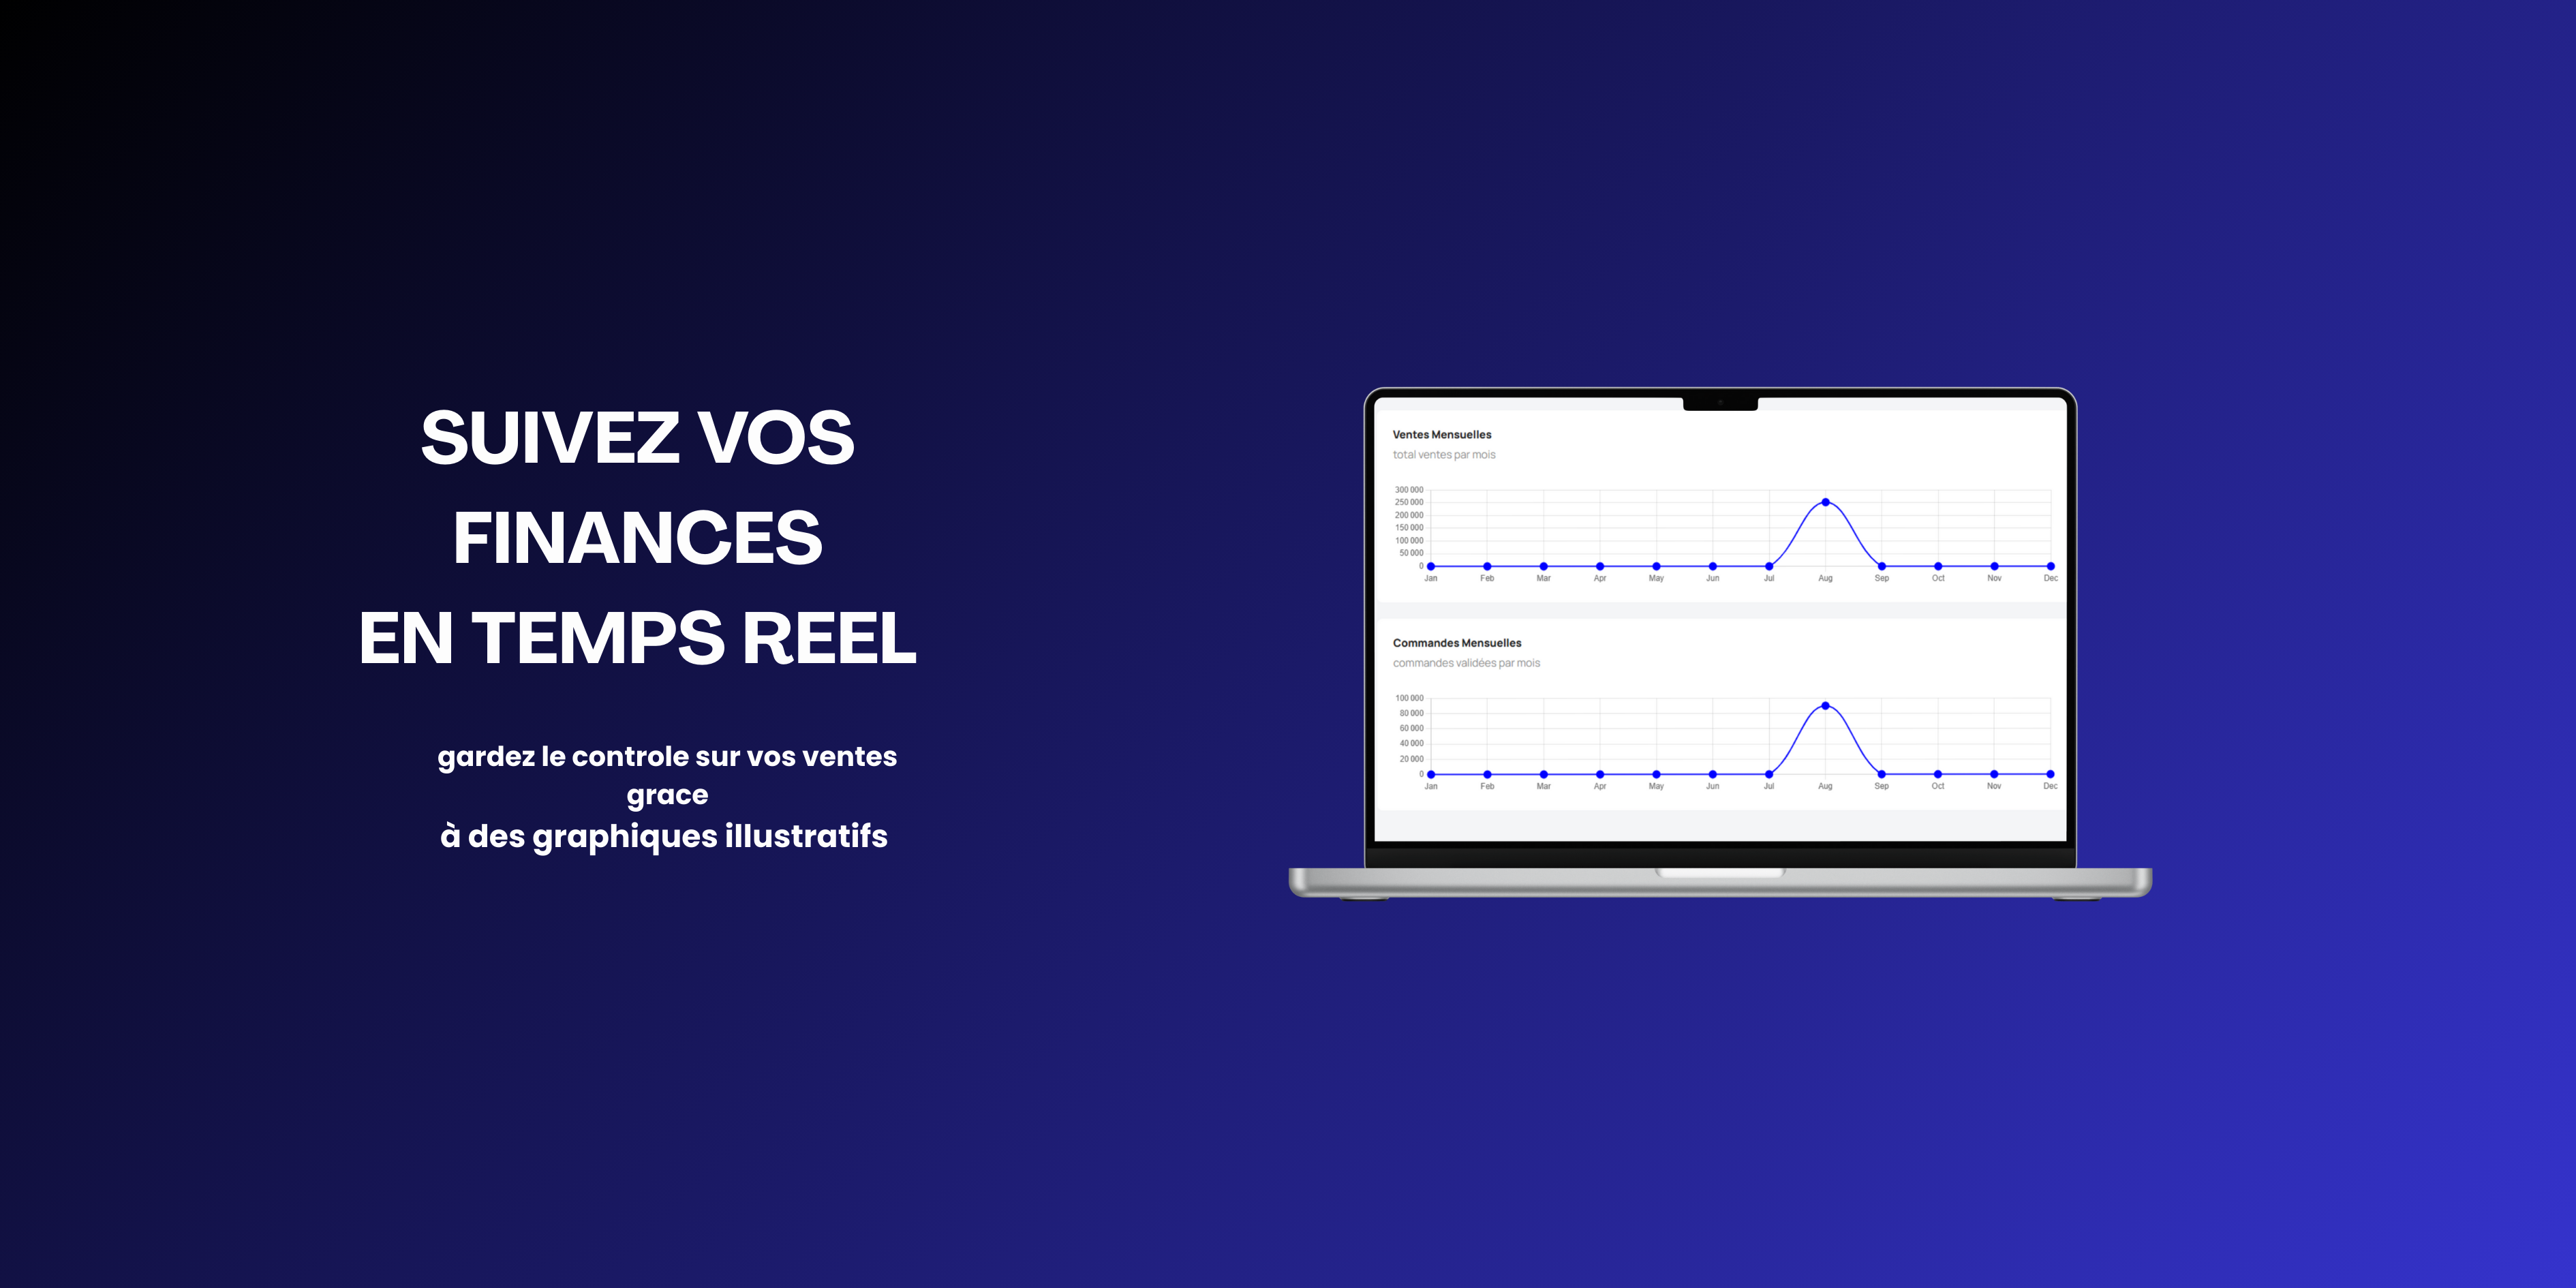 SUIVEZ VOS
FINANCES
EN TEMPS REEL
gardez le controle sur vos ventes
grace
à des graphiques illustratifs
Ventes Mensuelles
total ventes par mois
300 000
250 000
200 000
150 000
100 000
50 000
0
Jan Feb Mar Apr May Jun Jul Aug Sep Oct Nov Dec
Commandes Mensuelles
commandes validées par mois
100 000
80 000
60 000
40 000
20 000
0
Jan Feb Mar Apr May Jun Jul Aug Sep Oct Nov Dec